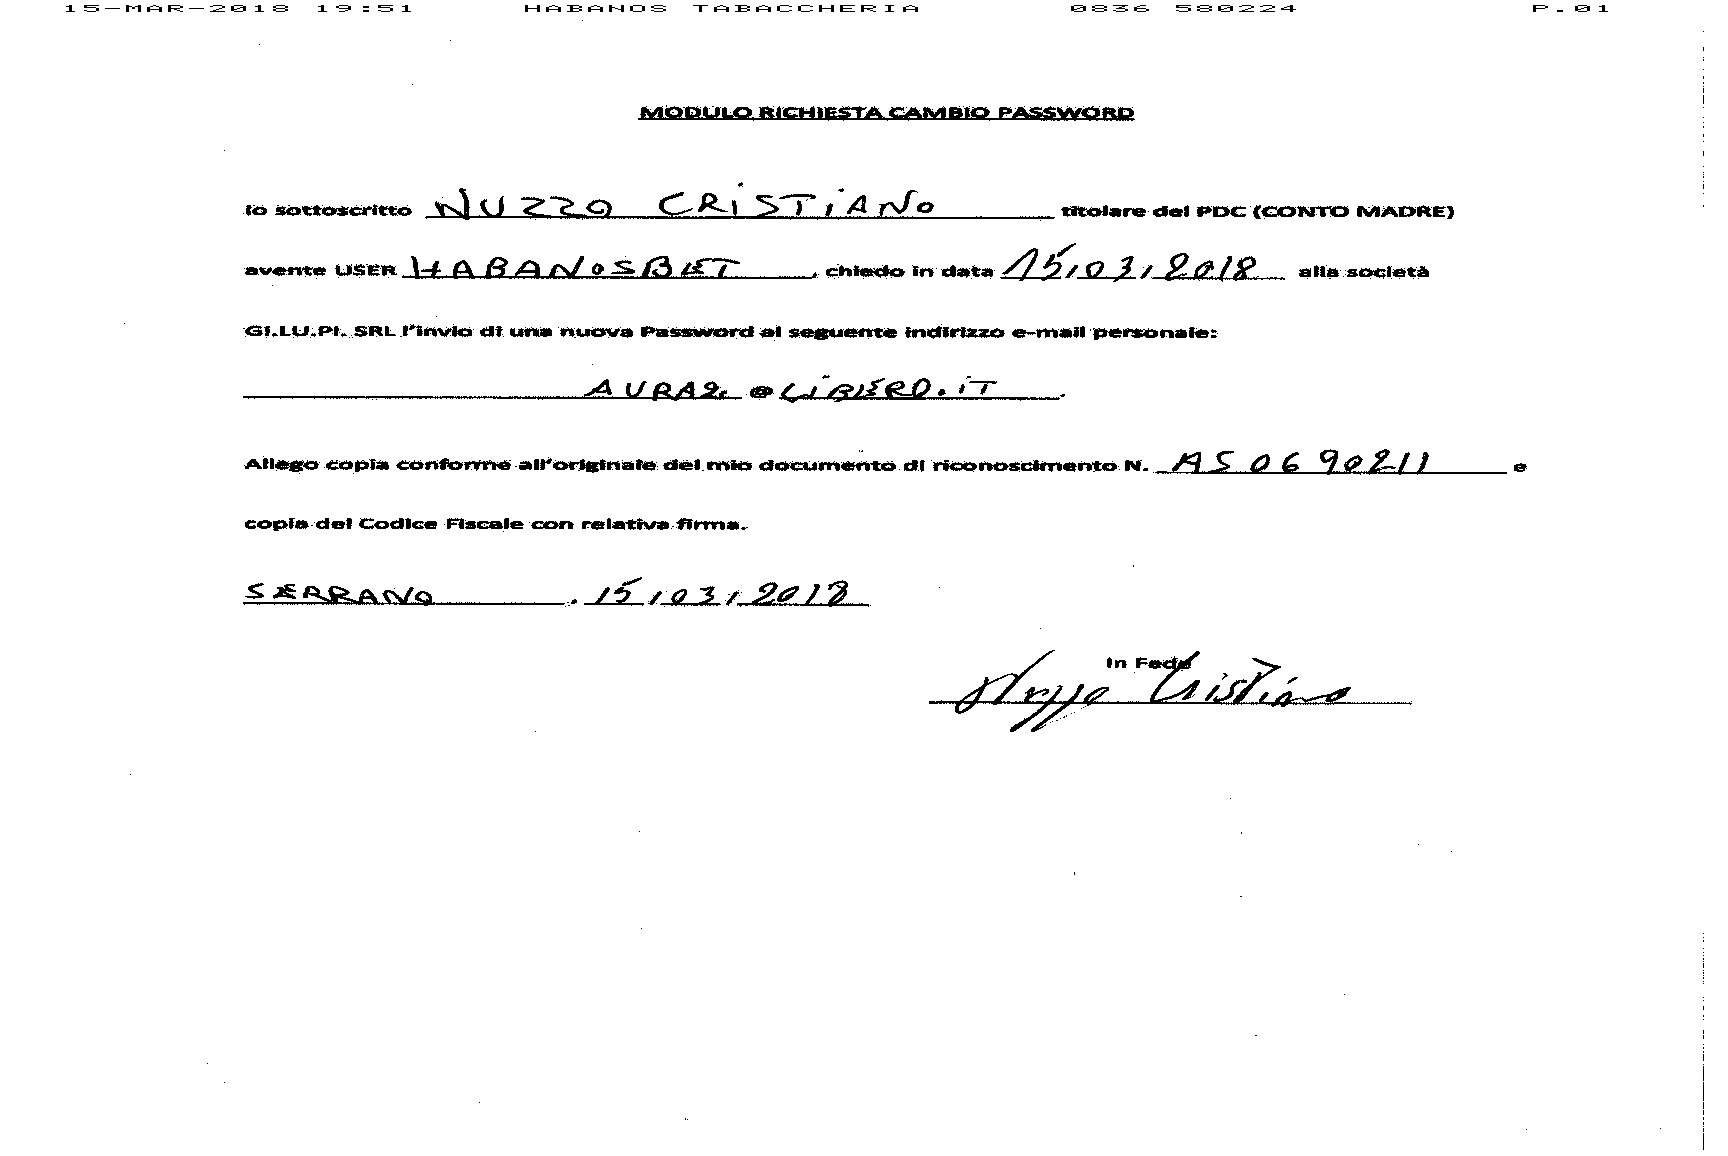 15-MAR-2018 19:51 HABANOS TABACCHERIA 0836 580224 P.01
MODULO RICHIESTA CAMBIO PASSWORD
Io sottoscritto NUZZO CRISTIANO titolare del PDC (CONTO MADRE)
avente USER HABANOSBET, chiedo in data 15/03/2018 alla società
GI.LU.PI. SRL l'invio di una nuova Password al seguente indirizzo e-mail personale:
AURA2.@LIBERO.IT.
Allego copia conforme all'originale del mio documento di riconoscimento N. AS0690211 e
copia del Codice Fiscale con relativa firma.
SERRANO, 15/03/2018
In Fede
Nuzzo Cristiano